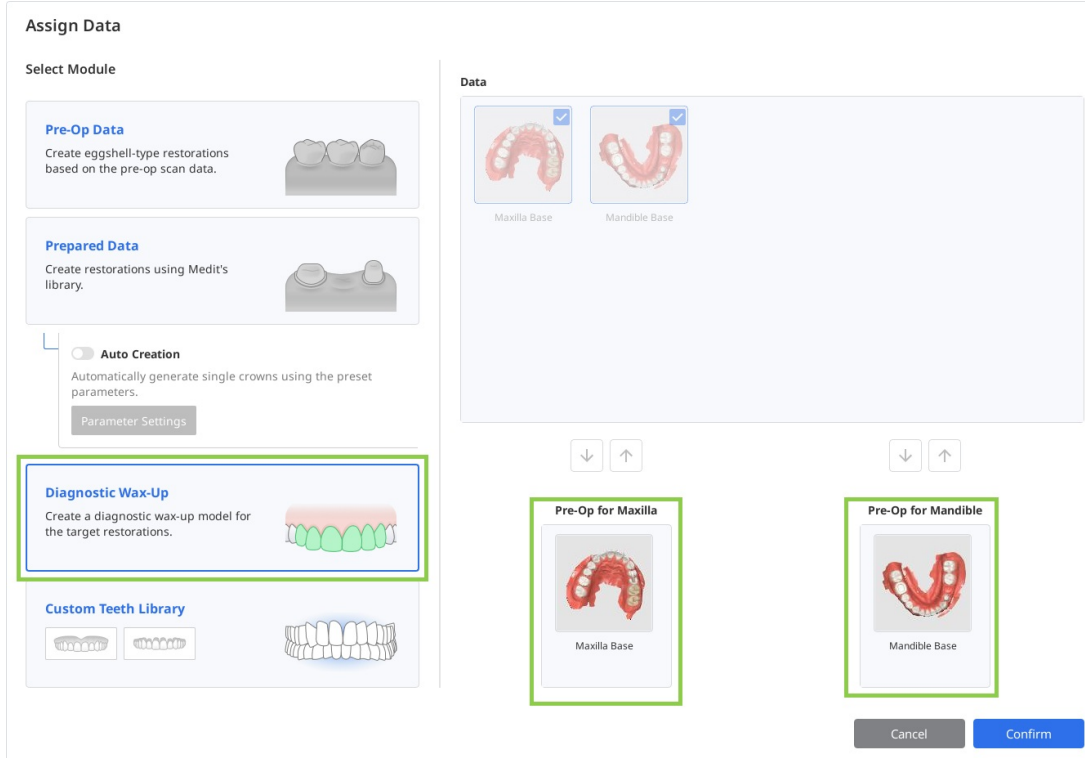 Assign Data
Select Module
Pre-Op Data
Create eggshell-type restorations
based on the pre-op scan data.
Prepared Data
Create restorations using Medit's
library.
Auto Creation
Automatically generate single crowns using the preset
parameters.
Parameter Settings
Diagnostic Wax-Up
Create a diagnostic wax-up model for
the target restorations.
Custom Teeth Library
Data
Maxilla Base
Mandible Base
Pre-Op for Maxilla
Maxilla Base
Pre-Op for Mandible
Mandible Base
Cancel
Confirm